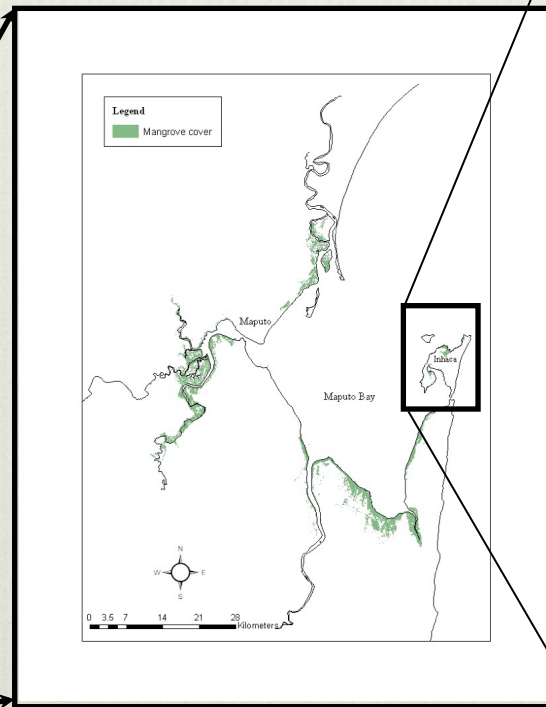 Legend
Mangrove cover
Maputo
Inhaca
Maputo Bay
N
W E
S
0 3.5 7 14 21 28
Kilometers